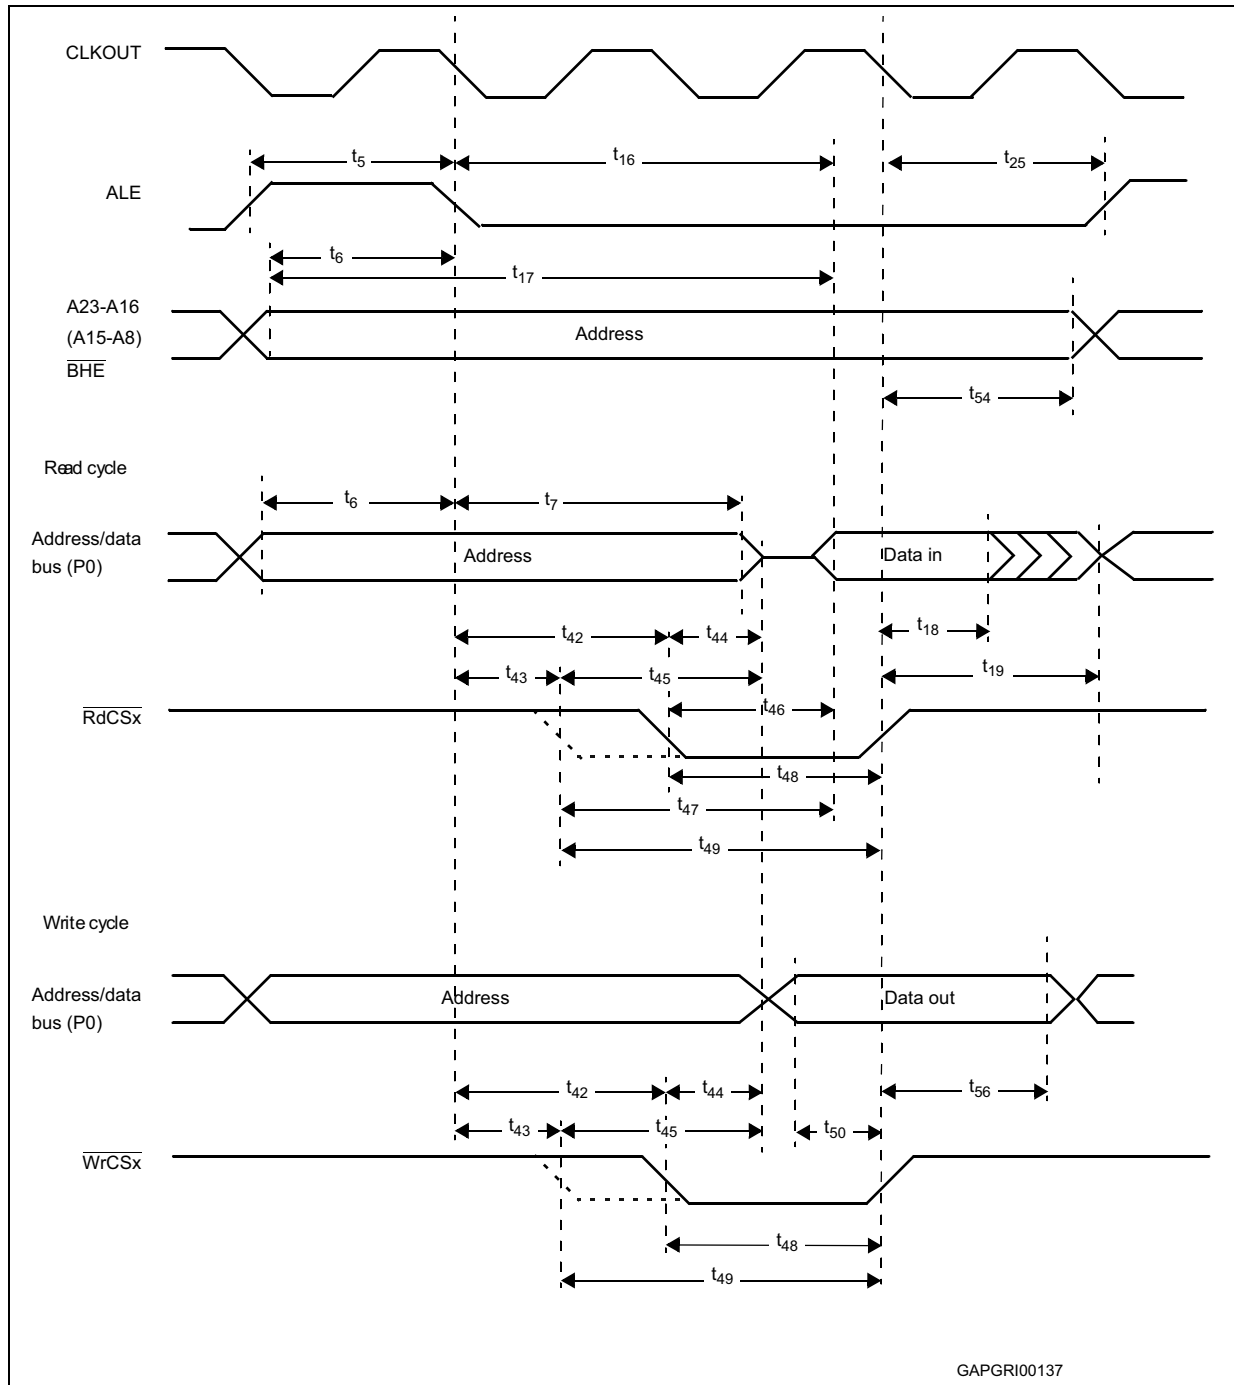 CLKOUT
t5
t16
t25
ALE
t6
t17
A23-A16
(A15-A8)
BHE
Address
t54
Read cycle
t6
t7
Address/data
bus (P0)
Address
Data in
t42
t44
t18
t43
t45
t19
RdCSx
t46
t48
t47
t49
Write cycle
Address/data
bus (P0)
Address
Data out
t42
t44
t56
t43
t45
t50
WrCSx
t48
t49
GAPGRI00137